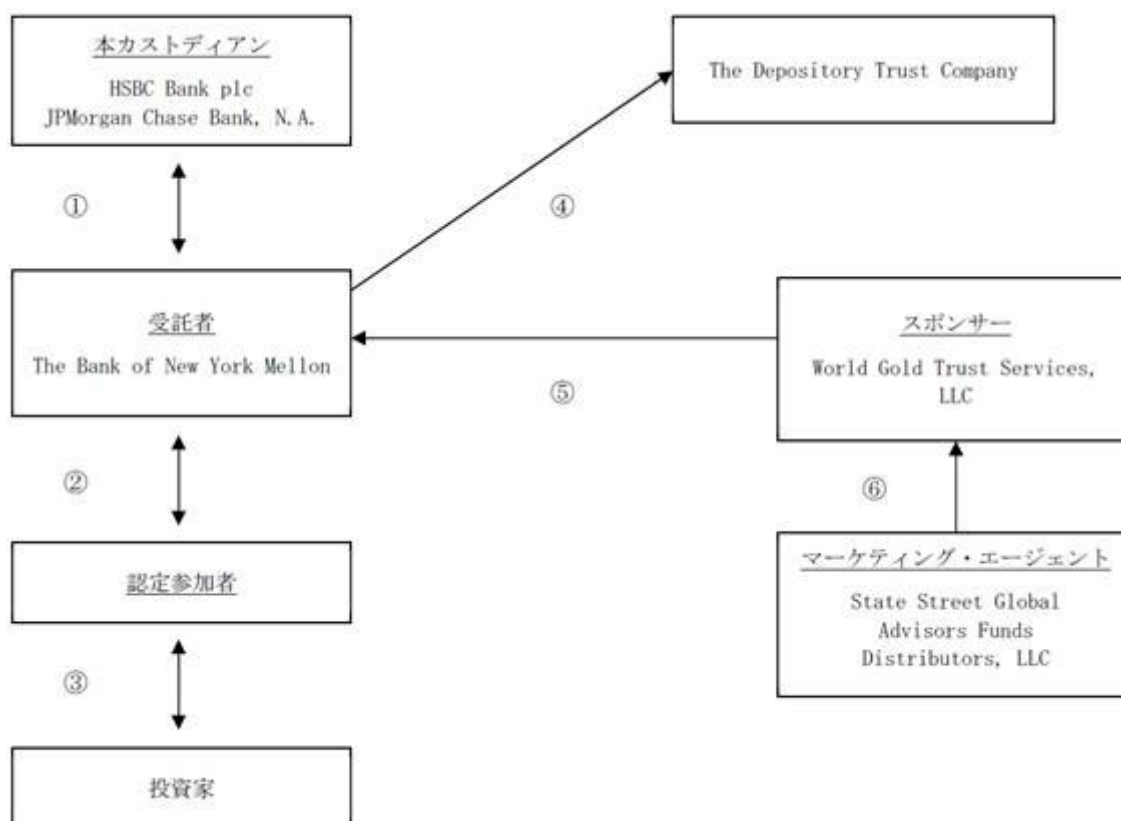 本カストディアン
HSBC Bank plc
JPMorgan Chase Bank, N.A.
The Depository Trust Company
①
④
受託者
The Bank of New York Mellon
スポンサー
World Gold Trust Services,
LLC
⑤
②
⑥
認定参加者
マーケティング・エージェント
State Street Global
Advisors Funds
Distributors, LLC
③
投資家